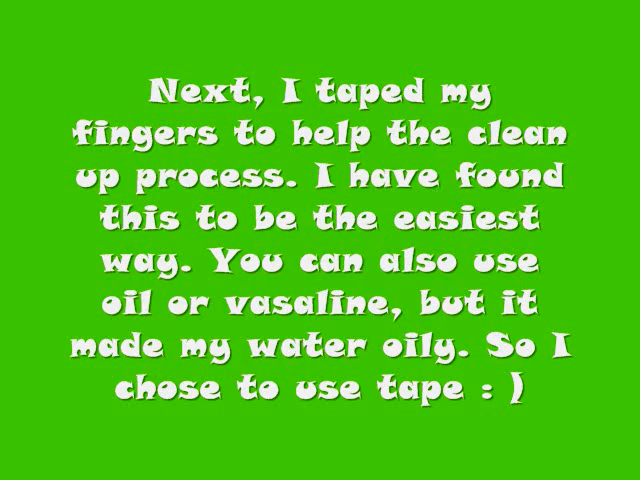 Next, I taped my
fingers to help the clean
up process. I have found
this to be the easiest
way. You can also use
oil or vasaline, but it
made my water oily. So I
chose to use tape : )